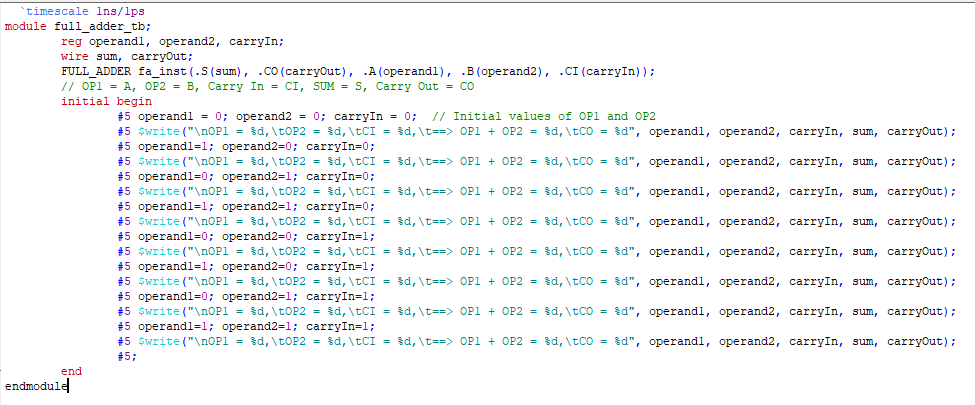 `timescale 1ns/1ps
module full_adder_tb;
reg operand1, operand2, carryIn;
wire sum, carryOut;
FULL_ADDER fa_inst(.S(sum), .CO(carryOut), .A(operand1), .B(operand2), .CI(carryIn));
// OP1 = A, OP2 = B, Carry In = CI, SUM = S, Carry Out = CO
initial begin
#5 operand1 = 0; operand2 = 0; carryIn = 0;  // Initial values of OP1 and OP2
#5 $write("\nOP1 = %d,\tOP2 = %d,\tCI = %d,\t==> OP1 + OP2 = %d,\tCO = %d", operand1, operand2, carryIn, sum, carryOut);
#5 operand1=1; operand2=0; carryIn=0;
#5 $write("\nOP1 = %d,\tOP2 = %d,\tCI = %d,\t==> OP1 + OP2 = %d,\tCO = %d", operand1, operand2, carryIn, sum, carryOut);
#5 operand1=0; operand2=1; carryIn=0;
#5 $write("\nOP1 = %d,\tOP2 = %d,\tCI = %d,\t==> OP1 + OP2 = %d,\tCO = %d", operand1, operand2, carryIn, sum, carryOut);
#5 operand1=1; operand2=1; carryIn=0;
#5 $write("\nOP1 = %d,\tOP2 = %d,\tCI = %d,\t==> OP1 + OP2 = %d,\tCO = %d", operand1, operand2, carryIn, sum, carryOut);
#5 operand1=0; operand2=0; carryIn=1;
#5 $write("\nOP1 = %d,\tOP2 = %d,\tCI = %d,\t==> OP1 + OP2 = %d,\tCO = %d", operand1, operand2, carryIn, sum, carryOut);
#5 operand1=1; operand2=0; carryIn=1;
#5 $write("\nOP1 = %d,\tOP2 = %d,\tCI = %d,\t==> OP1 + OP2 = %d,\tCO = %d", operand1, operand2, carryIn, sum, carryOut);
#5 operand1=0; operand2=1; carryIn=1;
#5 $write("\nOP1 = %d,\tOP2 = %d,\tCI = %d,\t==> OP1 + OP2 = %d,\tCO = %d", operand1, operand2, carryIn, sum, carryOut);
#5 operand1=1; operand2=1; carryIn=1;
#5 $write("\nOP1 = %d,\tOP2 = %d,\tCI = %d,\t==> OP1 + OP2 = %d,\tCO = %d", operand1, operand2, carryIn, sum, carryOut);
#5;
end
endmodule